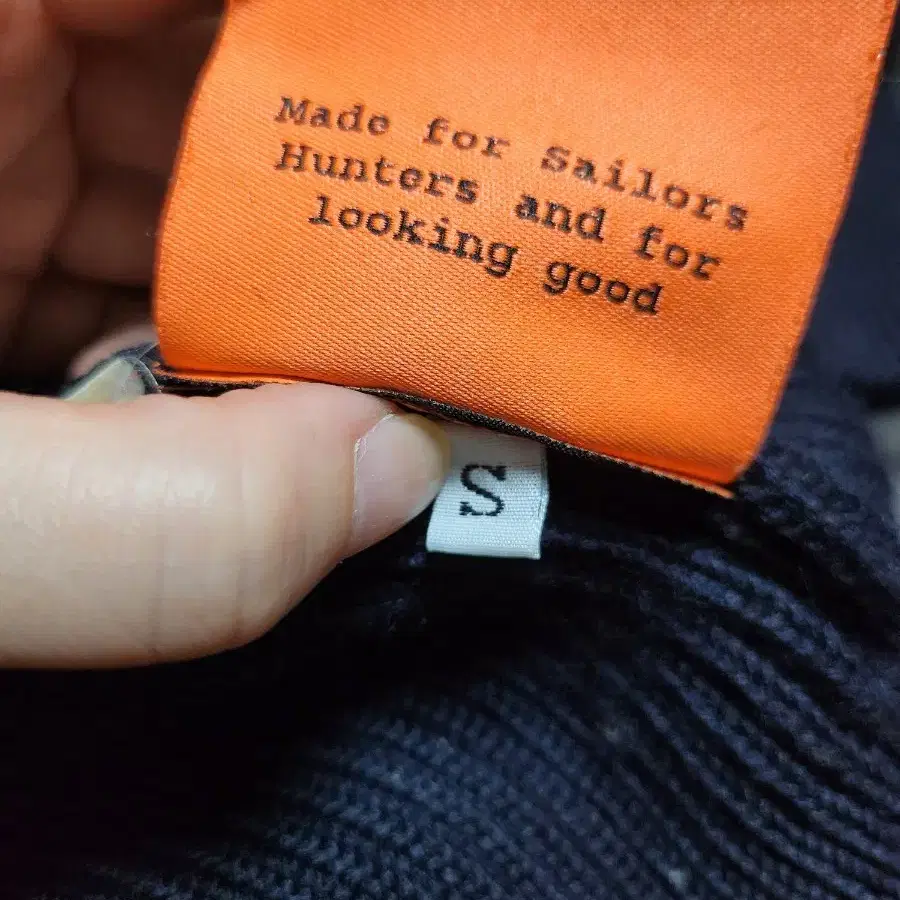 Made for Sailors
Hunters and for
looking good
S